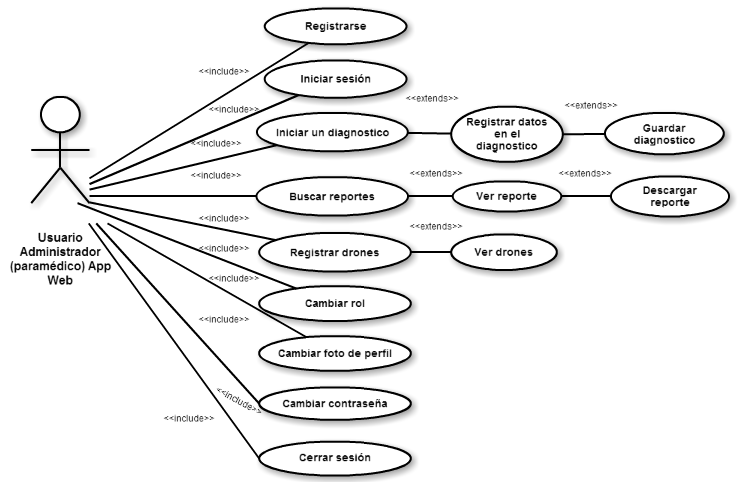 Registrarse
<<include>>
Iniciar sesión
<<include>>
<<extends>>
<<extends>>
Iniciar un diagnostico
Registrar datos
en el
diagnostico
Guardar
diagnostico
<<include>>
<<include>>
<<extends>>
<<extends>>
Buscar reportes
Ver reporte
Descargar
reporte
<<include>>
<<extends>>
Usuario
Administrador
(paramédico) App
Web
Registrar drones
Ver drones
<<include>>
<<include>>
Cambiar rol
<<include>>
Cambiar foto de perfil
<<include>>
Cambiar contraseña
<<include>>
Cerrar sesión